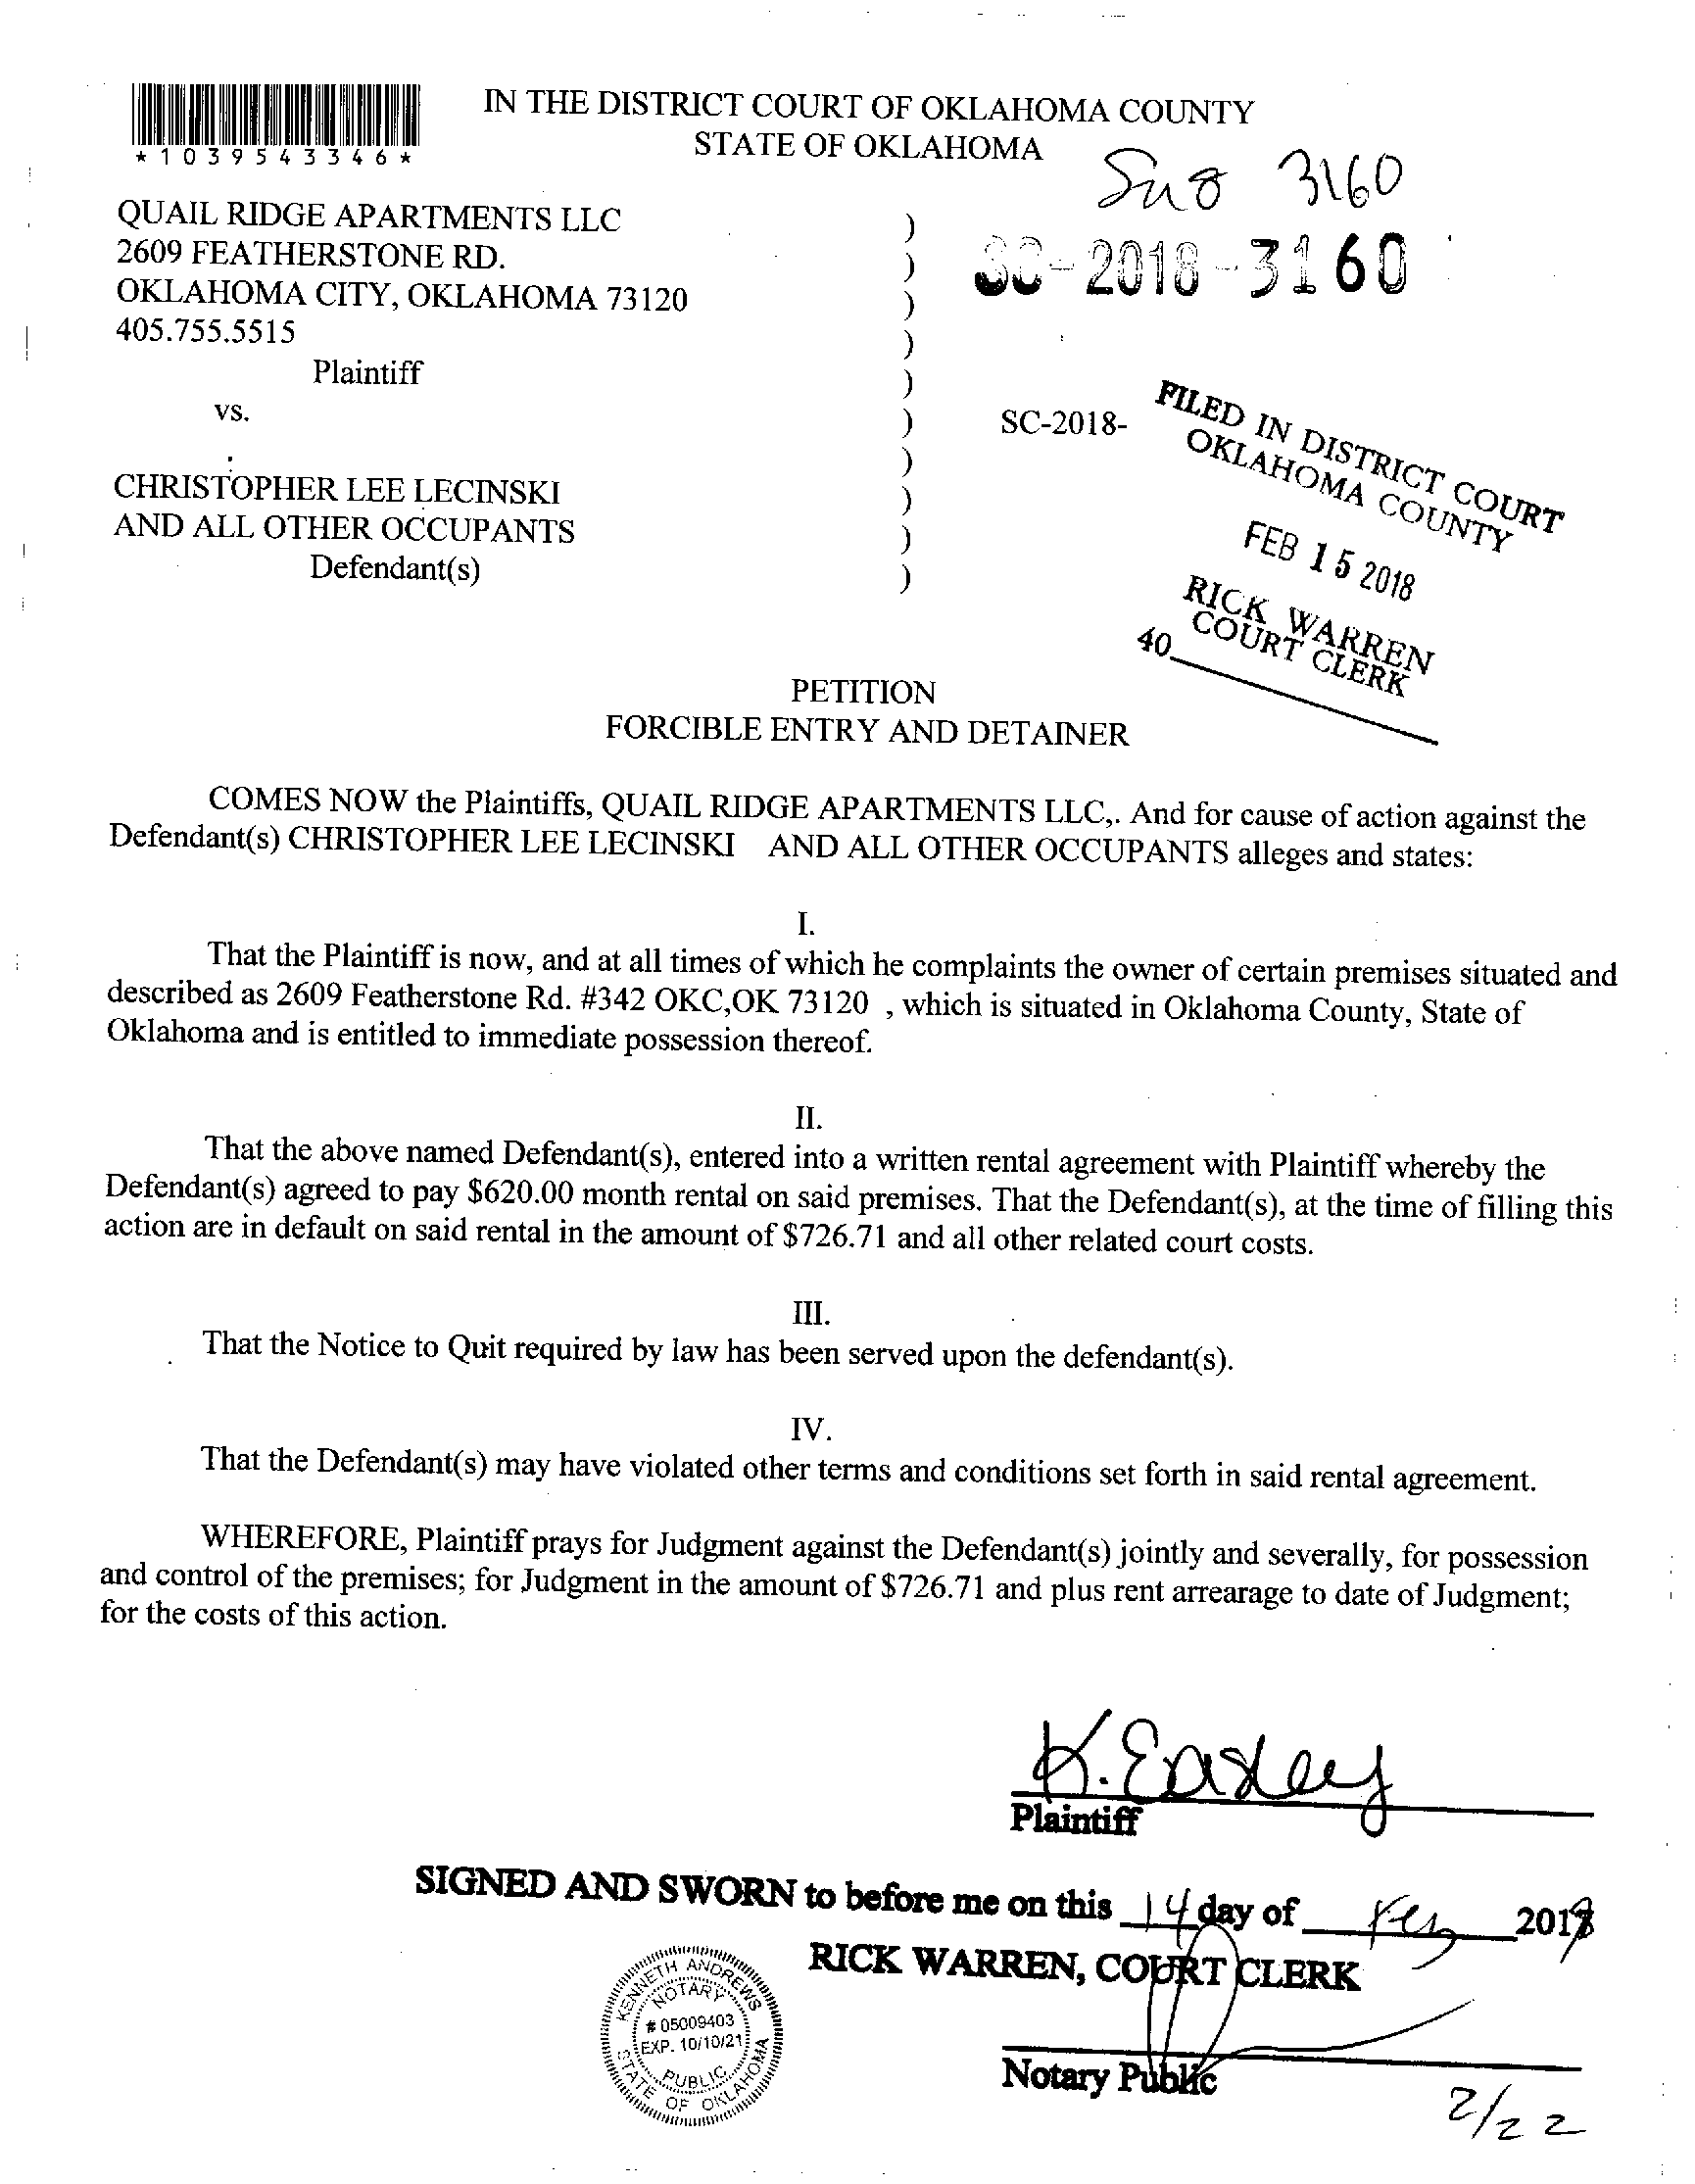 IN THE DISTRICT COURT OF OKLAHOMA COUNTY
STATE OF OKLAHOMA
*1039543346*
3160
SC-2018-3160
QUAIL RIDGE APARTMENTS LLC )
2609 FEATHERSTONE RD. )
OKLAHOMA CITY, OKLAHOMA 73120 )
405.755.5515 )
Plaintiff )
vs. ) SC-2018-
)
CHRISTOPHER LEE LECINSKI )
AND ALL OTHER OCCUPANTS )
Defendant(s) )
FILED IN DISTRICT COURT
OKLAHOMA COUNTY
FEB 15 2018
RICK WARREN
COURT CLERK
40
PETITION
FORCIBLE ENTRY AND DETAINER
COMES NOW the Plaintiffs, QUAIL RIDGE APARTMENTS LLC,. And for cause of action against the
Defendant(s) CHRISTOPHER LEE LECINSKI AND ALL OTHER OCCUPANTS alleges and states:
I.
That the Plaintiff is now, and at all times of which he complaints the owner of certain premises situated and
described as 2609 Featherstone Rd. #342 OKC,OK 73120 , which is situated in Oklahoma County, State of
Oklahoma and is entitled to immediate possession thereof.
II.
That the above named Defendant(s), entered into a written rental agreement with Plaintiff whereby the
Defendant(s) agreed to pay $620.00 month rental on said premises. That the Defendant(s), at the time of filling this
action are in default on said rental in the amount of $726.71 and all other related court costs.
III.
That the Notice to Quit required by law has been served upon the defendant(s).
IV.
That the Defendant(s) may have violated other terms and conditions set forth in said rental agreement.
WHEREFORE, Plaintiff prays for Judgment against the Defendant(s) jointly and severally, for possession
and control of the premises; for Judgment in the amount of $726.71 and plus rent arrearage to date of Judgment;
for the costs of this action.
K. Easley
Plaintiff
SIGNED AND SWORN to before me on this 14 day of Feb 2018
RICK WARREN, COURT CLERK
KENNETH ANDREWS
NOTARY
# 05009403
EXP. 10/10/21
PUBLIC
STATE OF OKLAHOMA
Notary Public
2/22